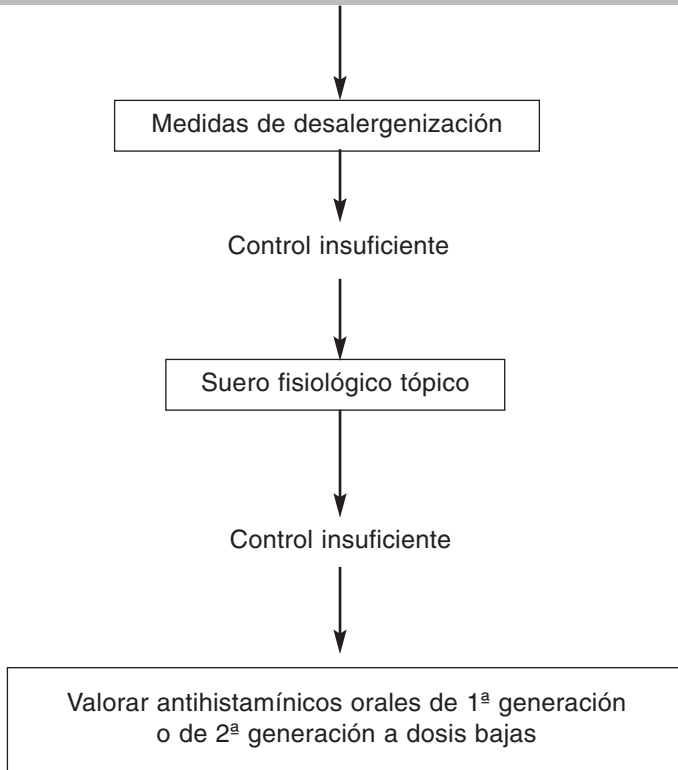 Medidas de desalergenización
Control insuficiente
Suero fisiológico tópico
Control insuficiente
Valorar antihistamínicos orales de 1ª generación
o de 2ª generación a dosis bajas